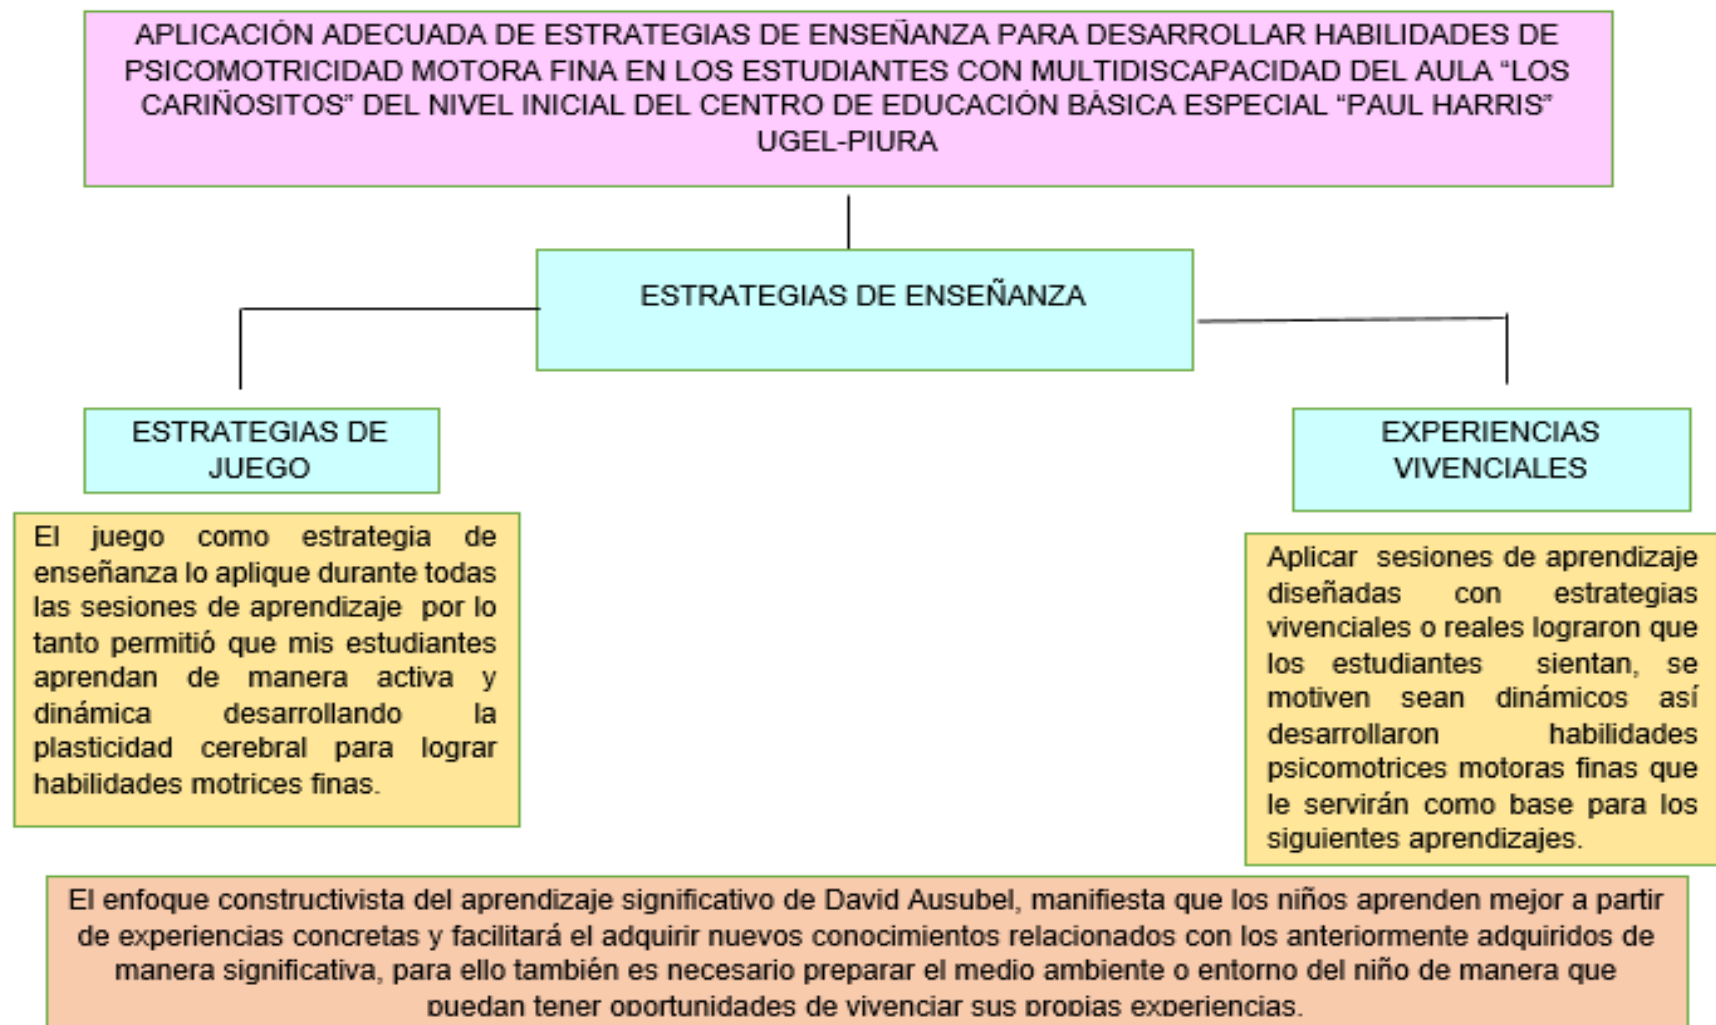 APLICACIÓN ADECUADA DE ESTRATEGIAS DE ENSEÑANZA PARA DESARROLLAR HABILIDADES DE
PSICOMOTRICIDAD MOTORA FINA EN LOS ESTUDIANTES CON MULTIDISCAPACIDAD DEL AULA “LOS
CARIÑOSITOS” DEL NIVEL INICIAL DEL CENTRO DE EDUCACIÓN BÁSICA ESPECIAL “PAUL HARRIS”
UGEL-PIURA
ESTRATEGIAS DE ENSEÑANZA
ESTRATEGIAS DE
JUEGO
El juego como estrategia de
enseñanza lo aplique durante todas
las sesiones de aprendizaje por lo
tanto permitió que mis estudiantes
aprendan de manera activa y
dinámica desarrollando la
plasticidad cerebral para lograr
habilidades motrices finas.
EXPERIENCIAS
VIVENCIALES
Aplicar sesiones de aprendizaje
diseñadas con estrategias
vivenciales o reales lograron que
los estudiantes sientan, se
motiven sean dinámicos así
desarrollaron habilidades
psicomotrices motoras finas que
le servirán como base para los
siguientes aprendizajes.
El enfoque constructivista del aprendizaje significativo de David Ausubel, manifiesta que los niños aprenden mejor a partir
de experiencias concretas y facilitará el adquirir nuevos conocimientos relacionados con los anteriormente adquiridos de
manera significativa, para ello también es necesario preparar el medio ambiente o entorno del niño de manera que
puedan tener oportunidades de vivenciar sus propias experiencias.